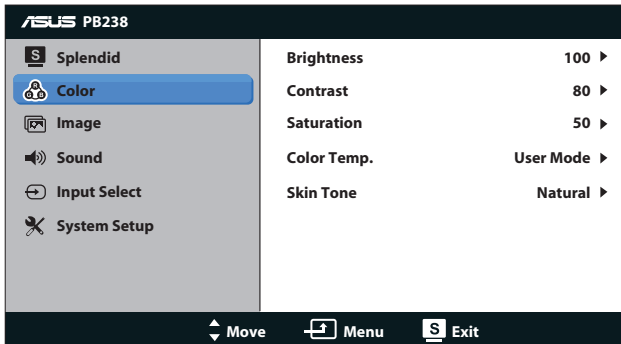 ASUS PB238
S Splendid
Color
Image
Sound
Input Select
System Setup
Brightness 100
Contrast 80
Saturation 50
Color Temp. User Mode
Skin Tone Natural
Move Menu S Exit